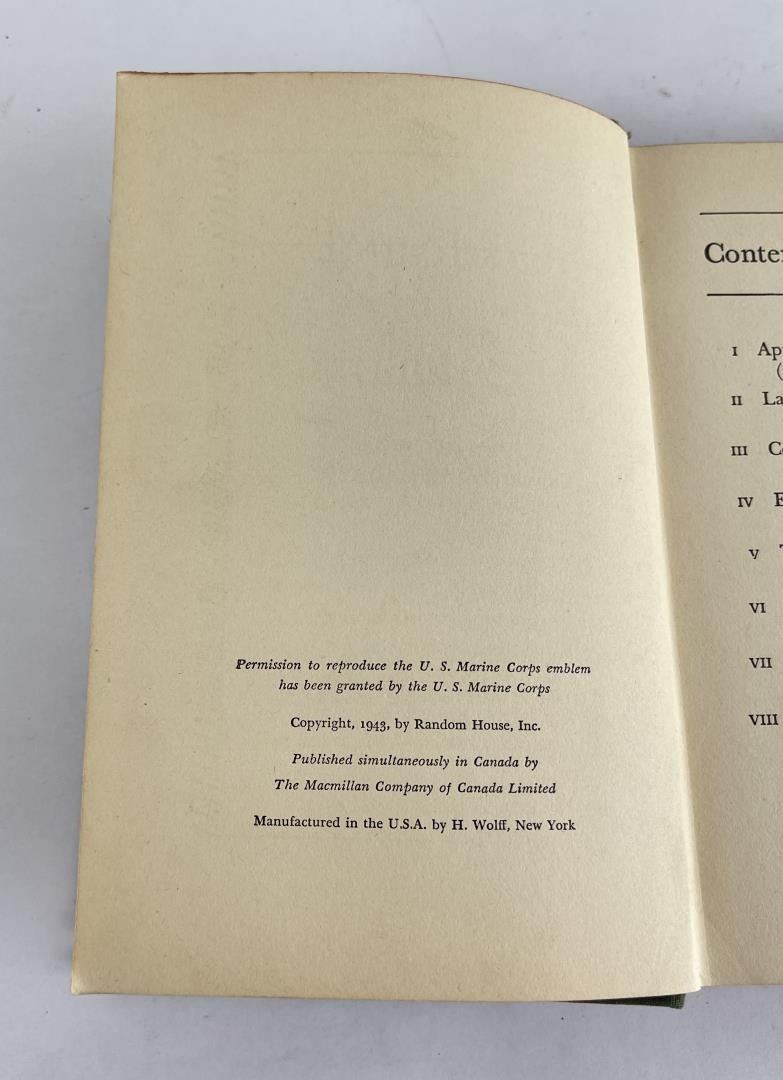 Permission to reproduce the U. S. Marine Corps emblem
has been granted by the U. S. Marine Corps
Copyright, 1943, by Random House, Inc.
Published simultaneously in Canada by
The Macmillan Company of Canada Limited
Manufactured in the U.S.A. by H. Wolff, New York
Conte
I Ap
(
II La
III C
IV E
V
VI
VII
VIII